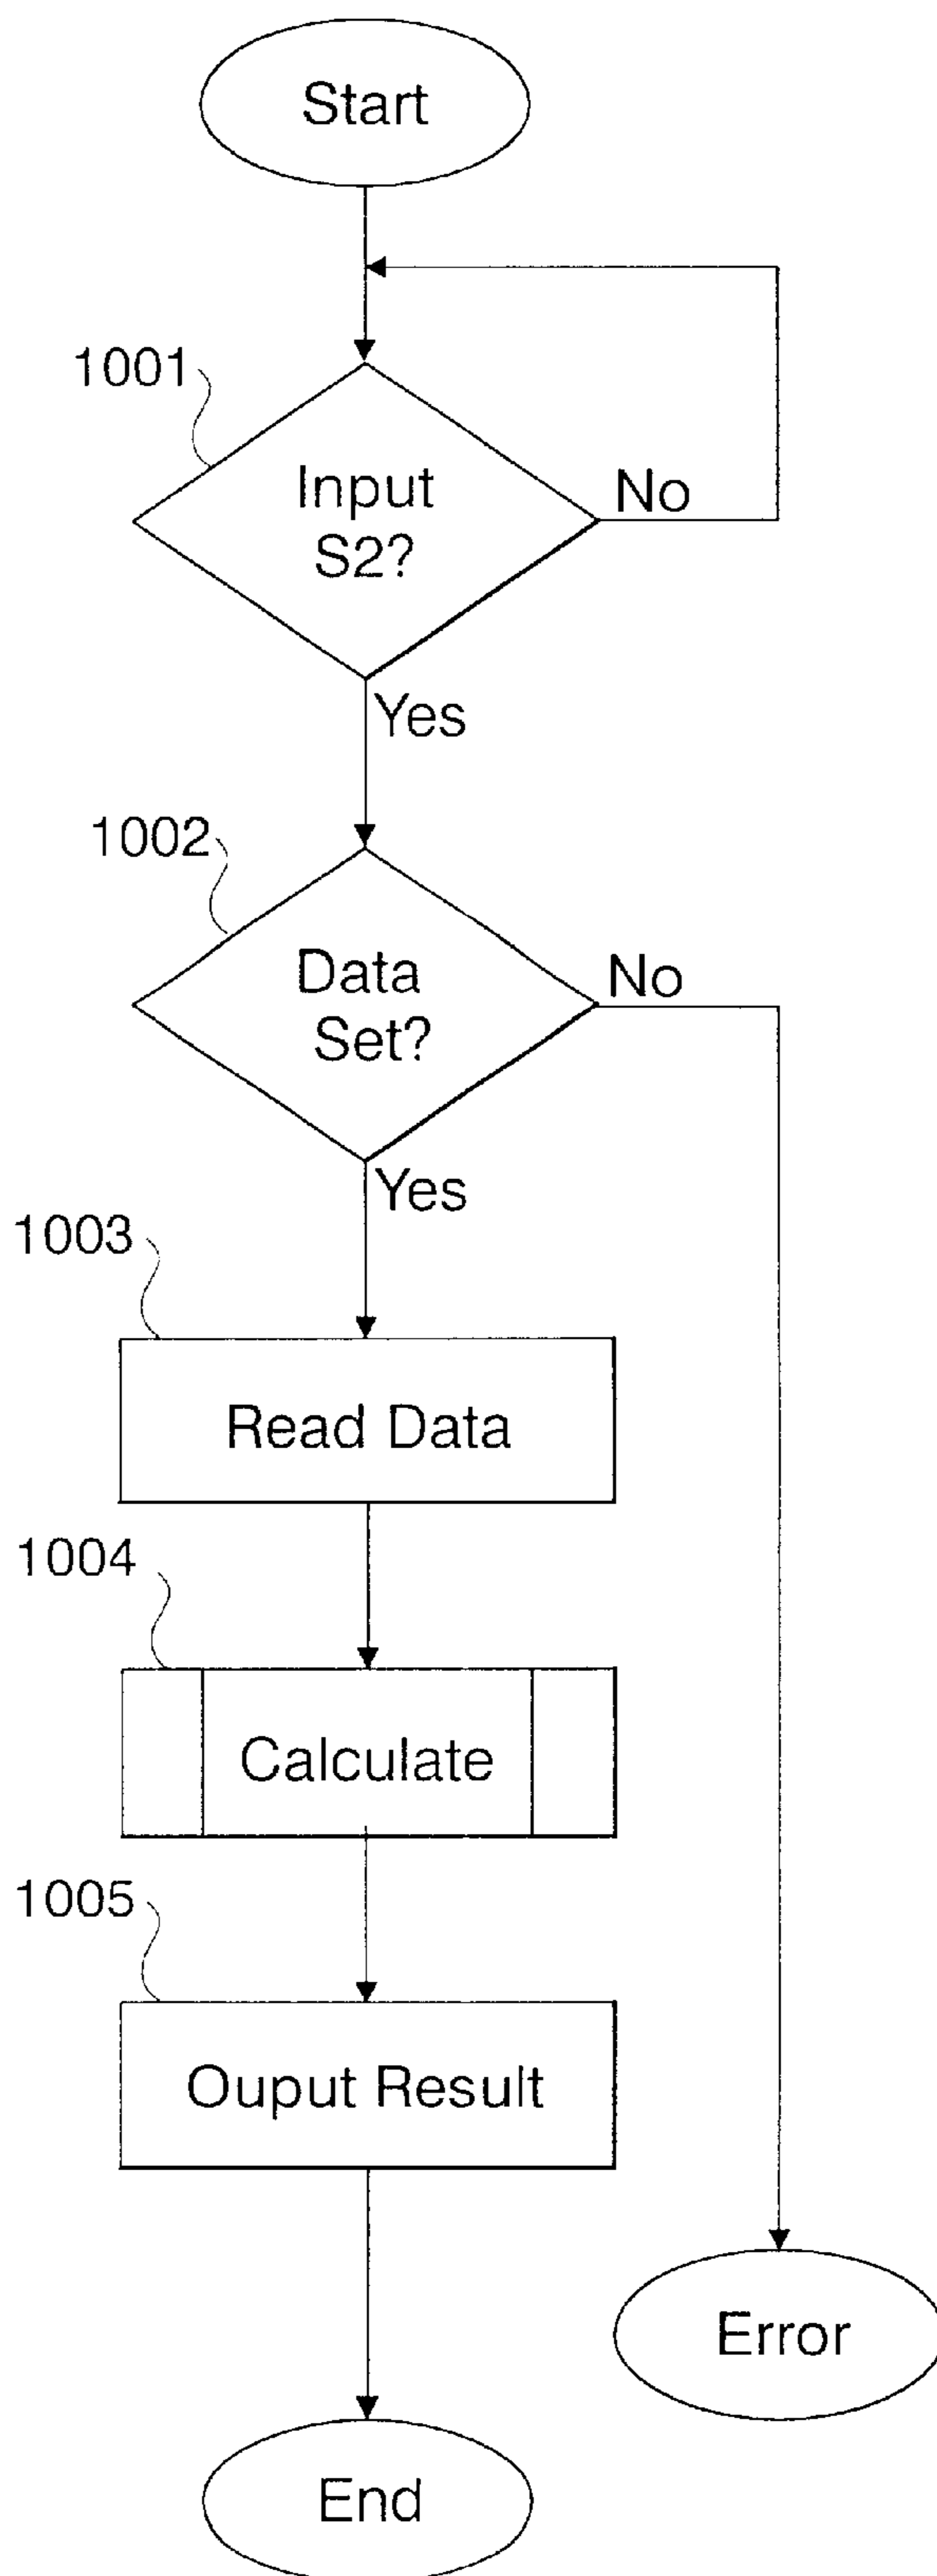 Start
1001
Input
S2?
No
Yes
1002
Data
Set?
No
Yes
1003
Read Data
1004
Calculate
1005
Ouput Result
Error
End